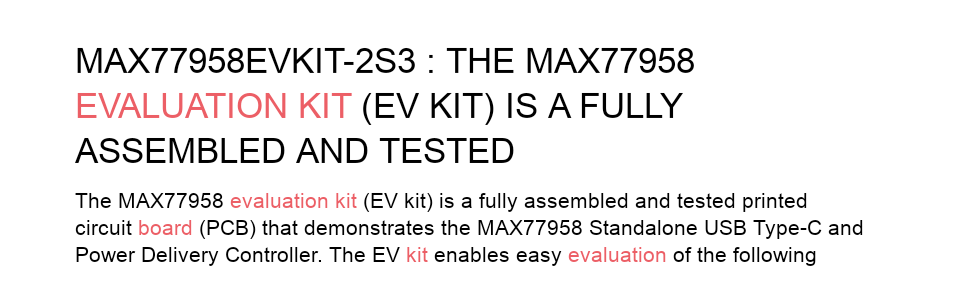 MAX77958EVKIT-2S3 : THE MAX77958
EVALUATION KIT (EV KIT) IS A FULLY
ASSEMBLED AND TESTED
The MAX77958 evaluation kit (EV kit) is a fully assembled and tested printed
circuit board (PCB) that demonstrates the MAX77958 Standalone USB Type-C and
Power Delivery Controller. The EV kit enables easy evaluation of the following